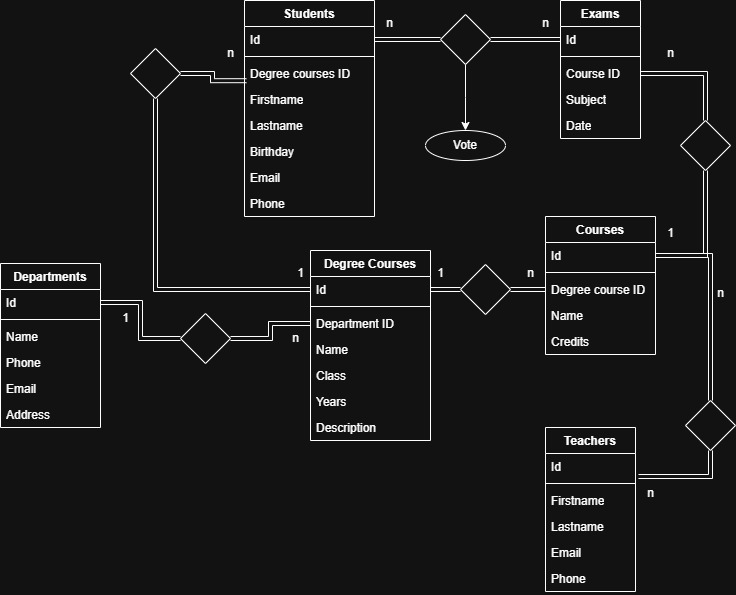 Students
Id
Degree courses ID
Firstname
Lastname
Birthday
Email
Phone
n
n
n
Vote
Exams
Id
Course ID
Subject
Date
n
Departments
Id
Name
Phone
Email
Address
1
n
1
Degree Courses
Id
Department ID
Name
Class
Years
Description
1
n
Courses
Id
Degree course ID
Name
Credits
1
n
Teachers
Id
Firstname
Lastname
Email
Phone
n